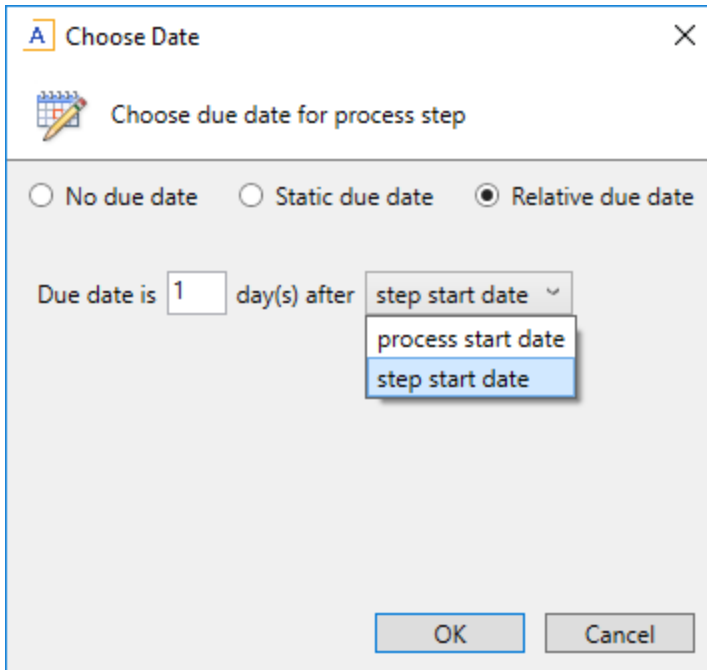 A Choose Date
Choose due date for process step
No due date Static due date Relative due date
Due date is 1 day(s) after step start date
process start date
step start date
OK Cancel